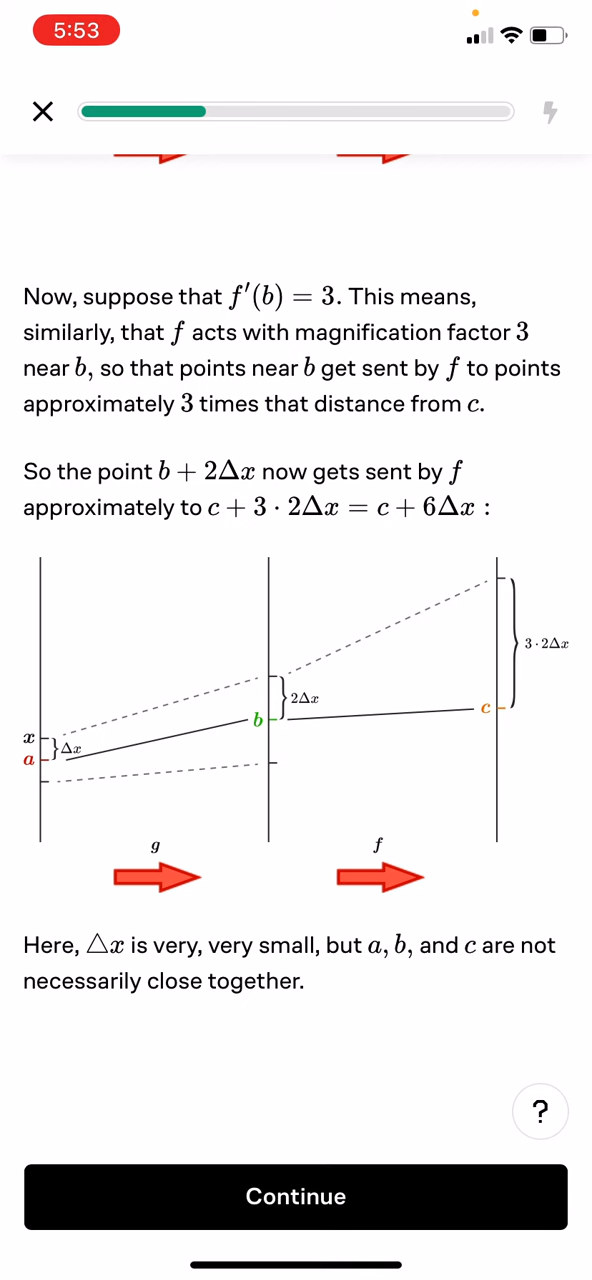 5:53
Now, suppose that f′(b) = 3. This means,
similarly, that f acts with magnification factor 3
near b, so that points near b get sent by f to points
approximately 3 times that distance from c.
So the point b + 2Δx now gets sent by f
approximately to c + 3 · 2Δx = c + 6Δx :
3·2Δx
2Δx
c
b
x
Δx
a
g
f
Here, △x is very, very small, but a, b, and c are not
necessarily close together.
?
Continue